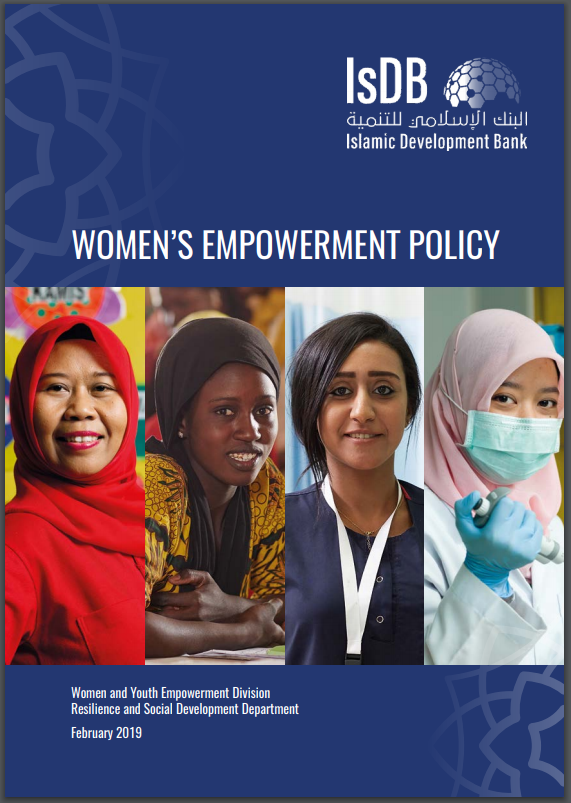 IsDB
البنك الإسلامي للتنمية
Islamic Development Bank
WOMEN'S EMPOWERMENT POLICY
KAMIS
Women and Youth Empowerment Division
Resilience and Social Development Department
February 2019